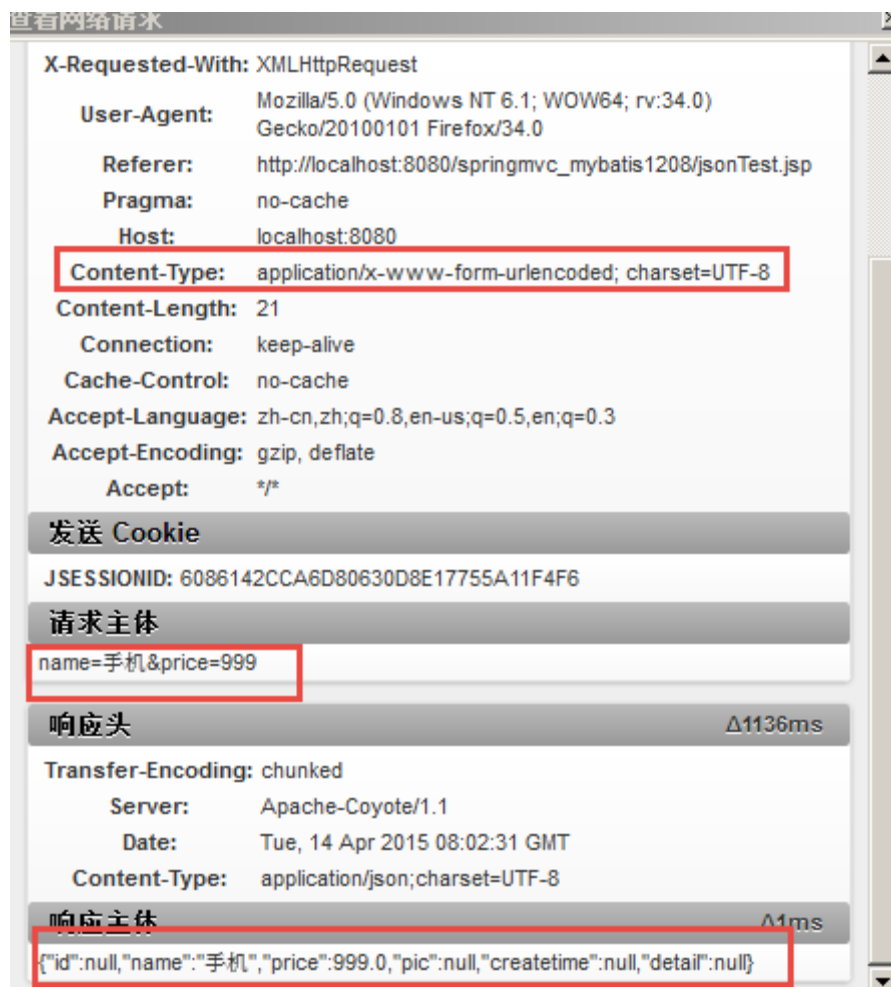 查看网络请求
X-Requested-With: XMLHttpRequest
User-Agent: Mozilla/5.0 (Windows NT 6.1; WOW64; rv:34.0)
Gecko/20100101 Firefox/34.0
Referer: http://localhost:8080/springmvc_mybatis1208/jsonTest.jsp
Pragma: no-cache
Host: localhost:8080
Content-Type: application/x-www-form-urlencoded; charset=UTF-8
Content-Length: 21
Connection: keep-alive
Cache-Control: no-cache
Accept-Language: zh-cn,zh;q=0.8,en-us;q=0.5,en;q=0.3
Accept-Encoding: gzip, deflate
Accept: */*
发送 Cookie
JSESSIONID: 6086142CCA6D80630D8E17755A11F4F6
请求主体
name=手机&price=999
响应头 Δ1136ms
Transfer-Encoding: chunked
Server: Apache-Coyote/1.1
Date: Tue, 14 Apr 2015 08:02:31 GMT
Content-Type: application/json;charset=UTF-8
响应主体 Δ1ms
{"id":null,"name":"手机","price":999.0,"pic":null,"createtime":null,"detail":null}